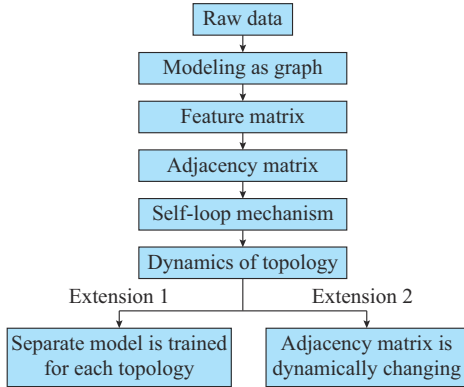 Raw data
Modeling as graph
Feature matrix
Adjacency matrix
Self-loop mechanism
Dynamics of topology
Extension 1
Extension 2
Separate model is trained
for each topology
Adjacency matrix is
dynamically changing